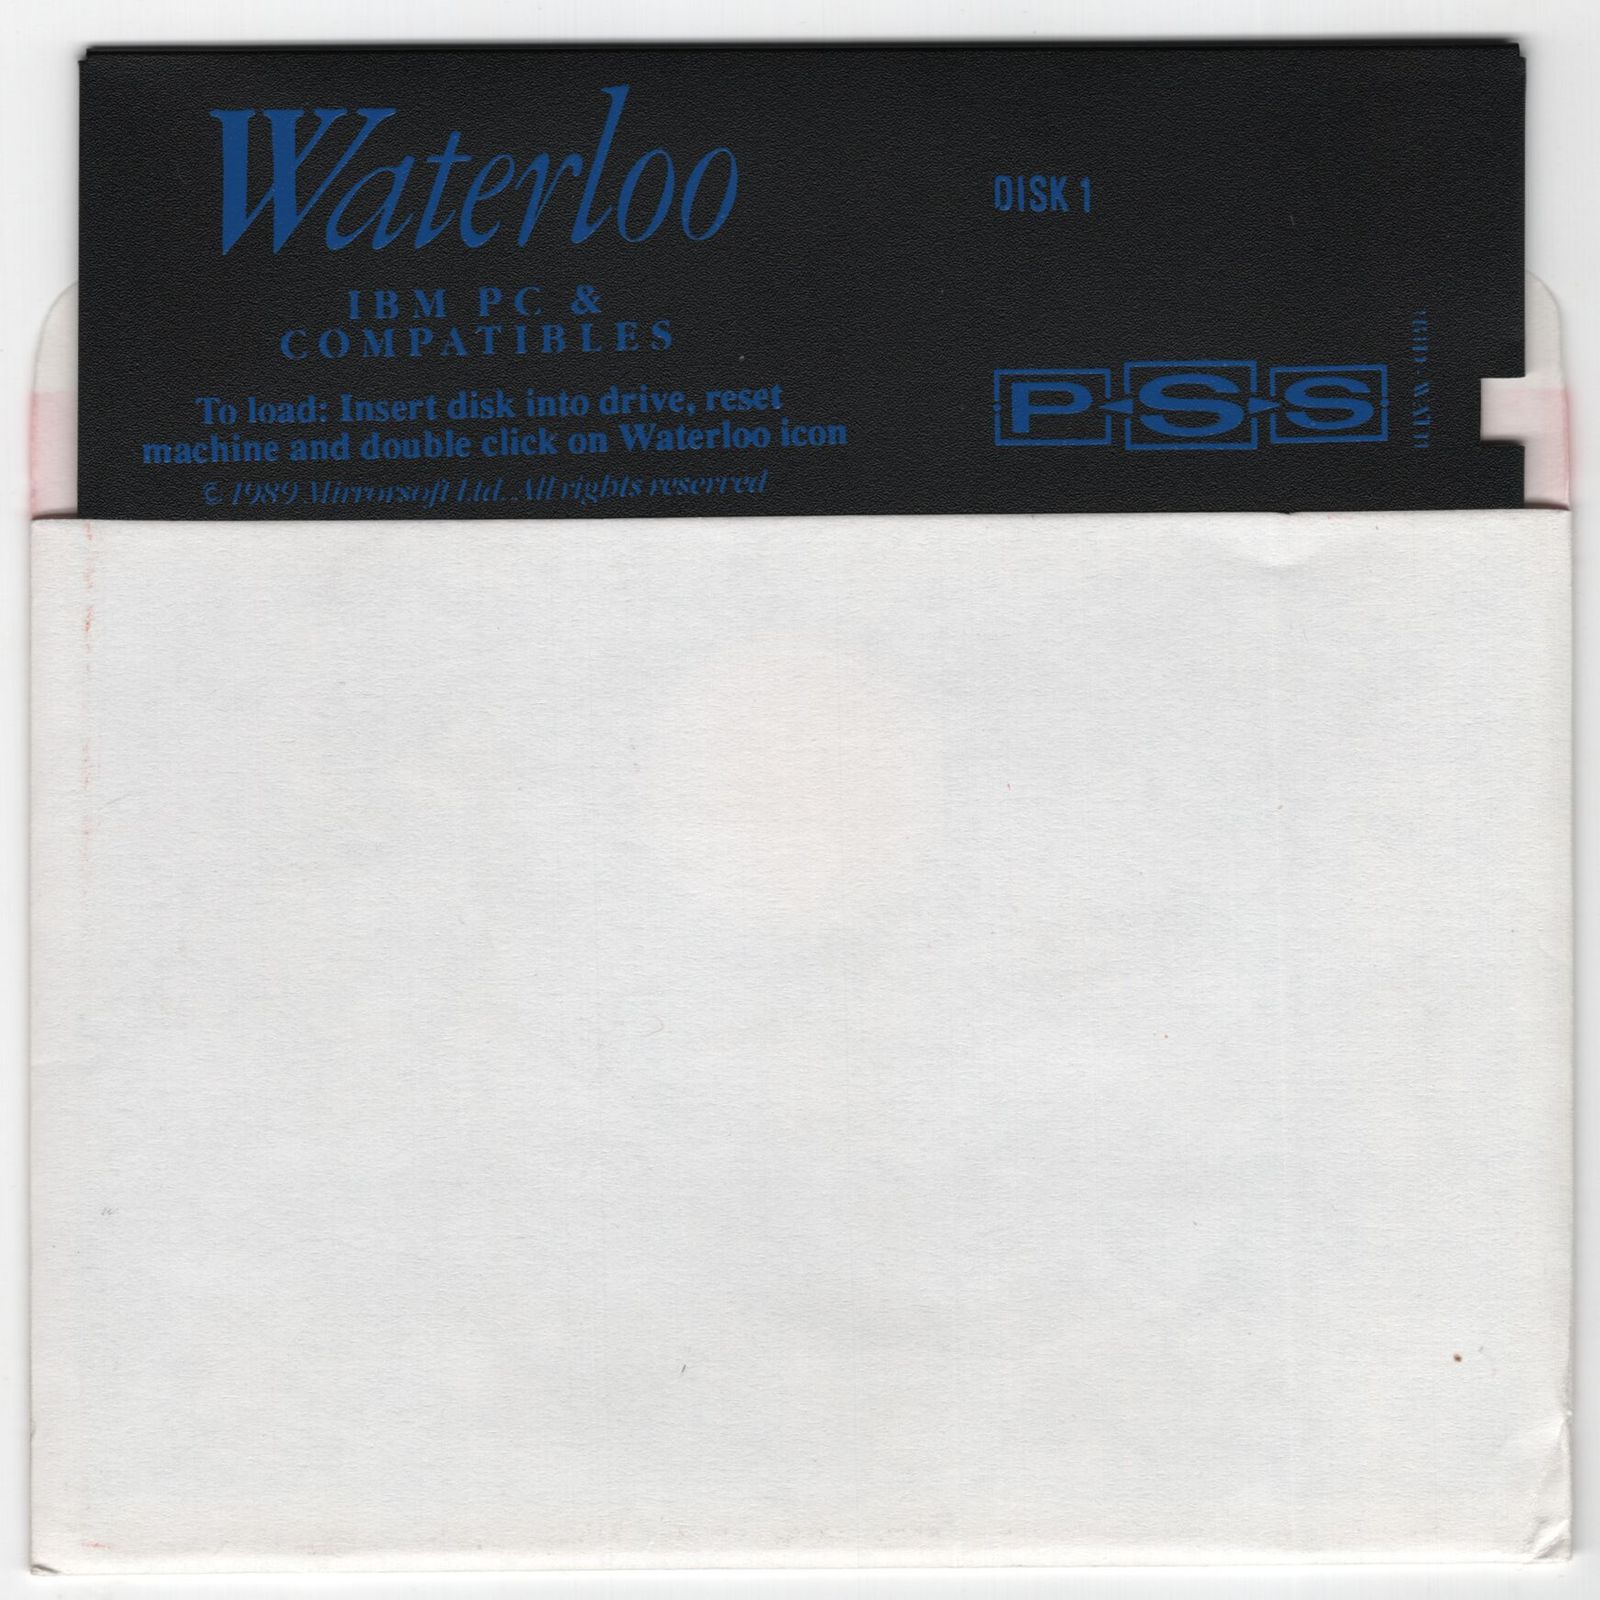 Waterloo
DISK 1
IBM PC &
COMPATIBLES
To load: Insert disk into drive, reset
machine and double click on Waterloo icon
© 1989 Mirrorsoft Ltd. All rights reserved
P·S·S